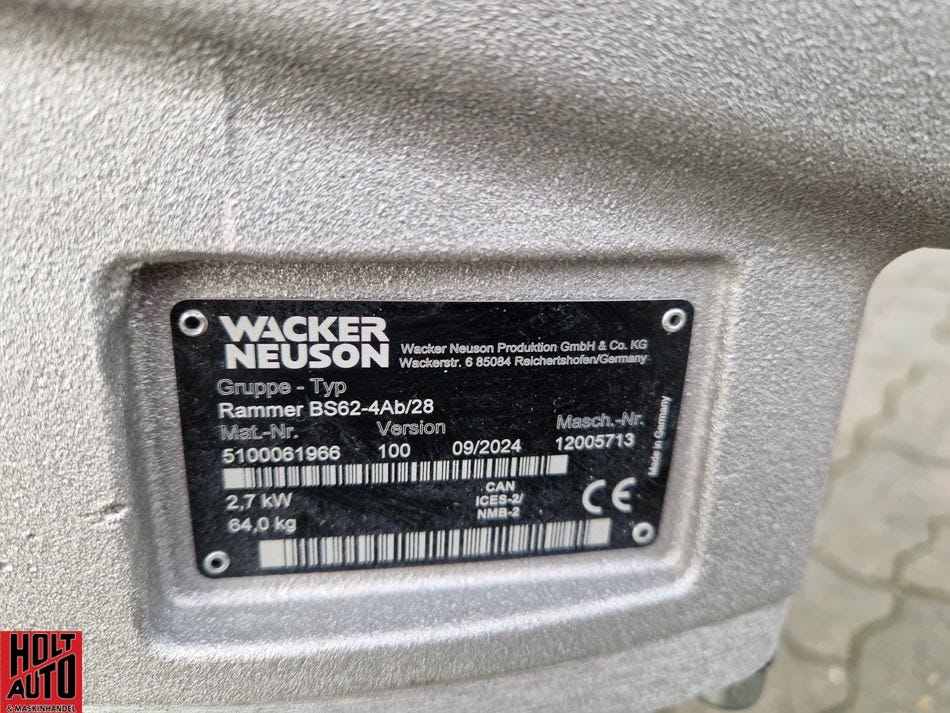 WACKER
NEUSON
Wacker Neuson Produktion GmbH & Co. KG
Wackerstr. 6 85084 Reichertshofen/Germany
Gruppe - Typ
Rammer BS62-4Ab/28
Mat.-Nr. Version Masch.-Nr.
5100061966 100 09/2024 12005713
2,7 kW
64,0 kg
CAN
ICES-2/
NMB-2
CE
Made in Germany
HOLT
AUTO
& MASKINHANDEL